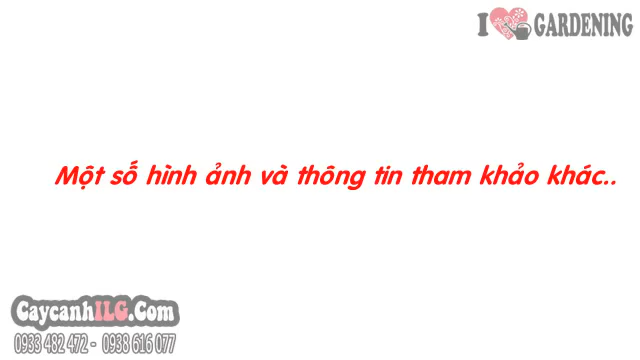 I GARDENING
Một số hình ảnh và thông tin tham khảo khác..
CaycanhILG.Com
0933 482 472 - 0938 616 077